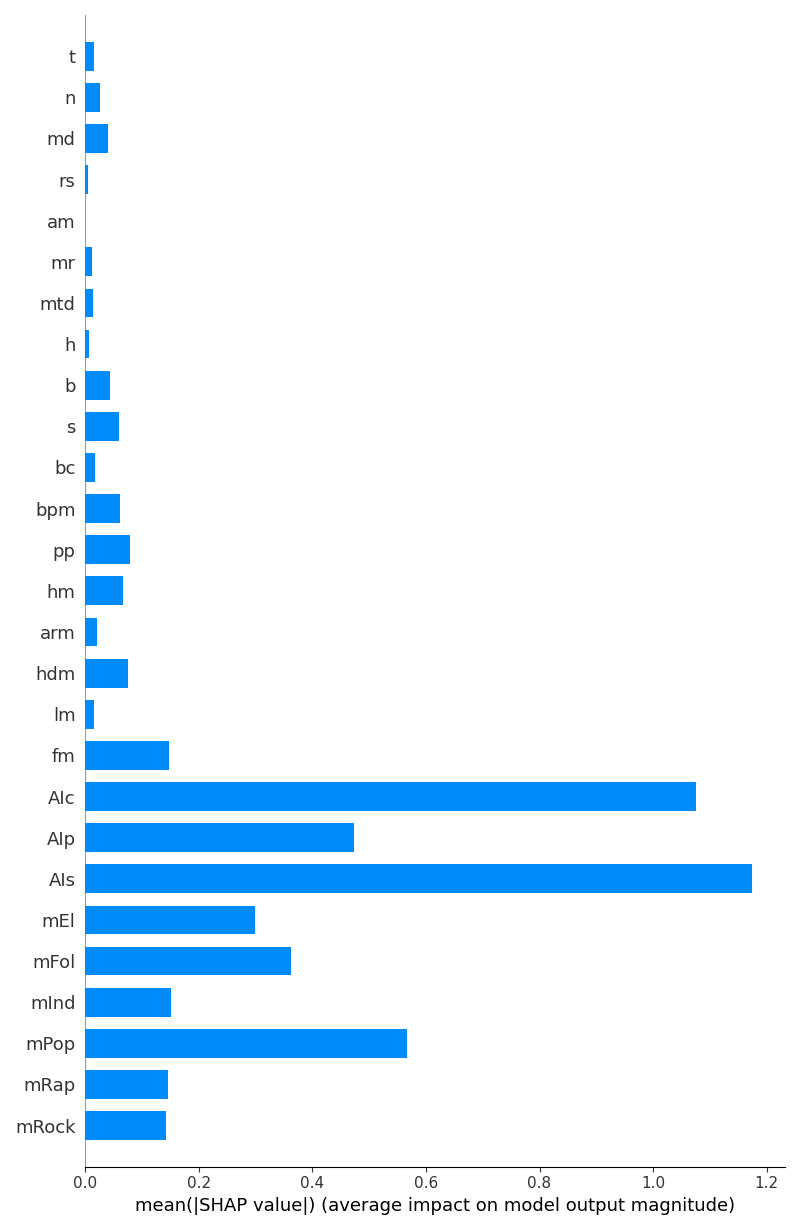 t
n
md
rs
am
mr
mtd
h
b
s
bc
bpm
pp
hm
arm
hdm
lm
fm
AIc
AIp
AIs
mEl
mFol
mInd
mPop
mRap
mRock
0.0 0.2 0.4 0.6 0.8 1.0 1.2
mean(|SHAP value|) (average impact on model output magnitude)